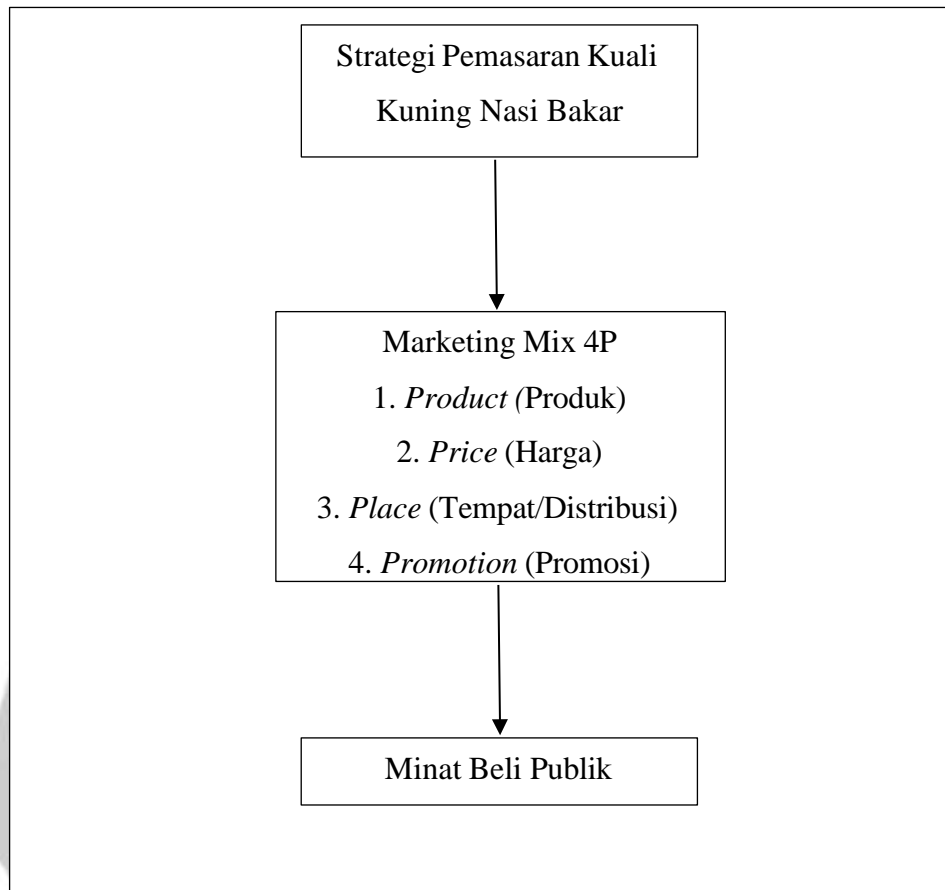 Strategi Pemasaran Kuali
Kuning Nasi Bakar
Marketing Mix 4P
1. Product (Produk)
2. Price (Harga)
3. Place (Tempat/Distribusi)
4. Promotion (Promosi)
Minat Beli Publik